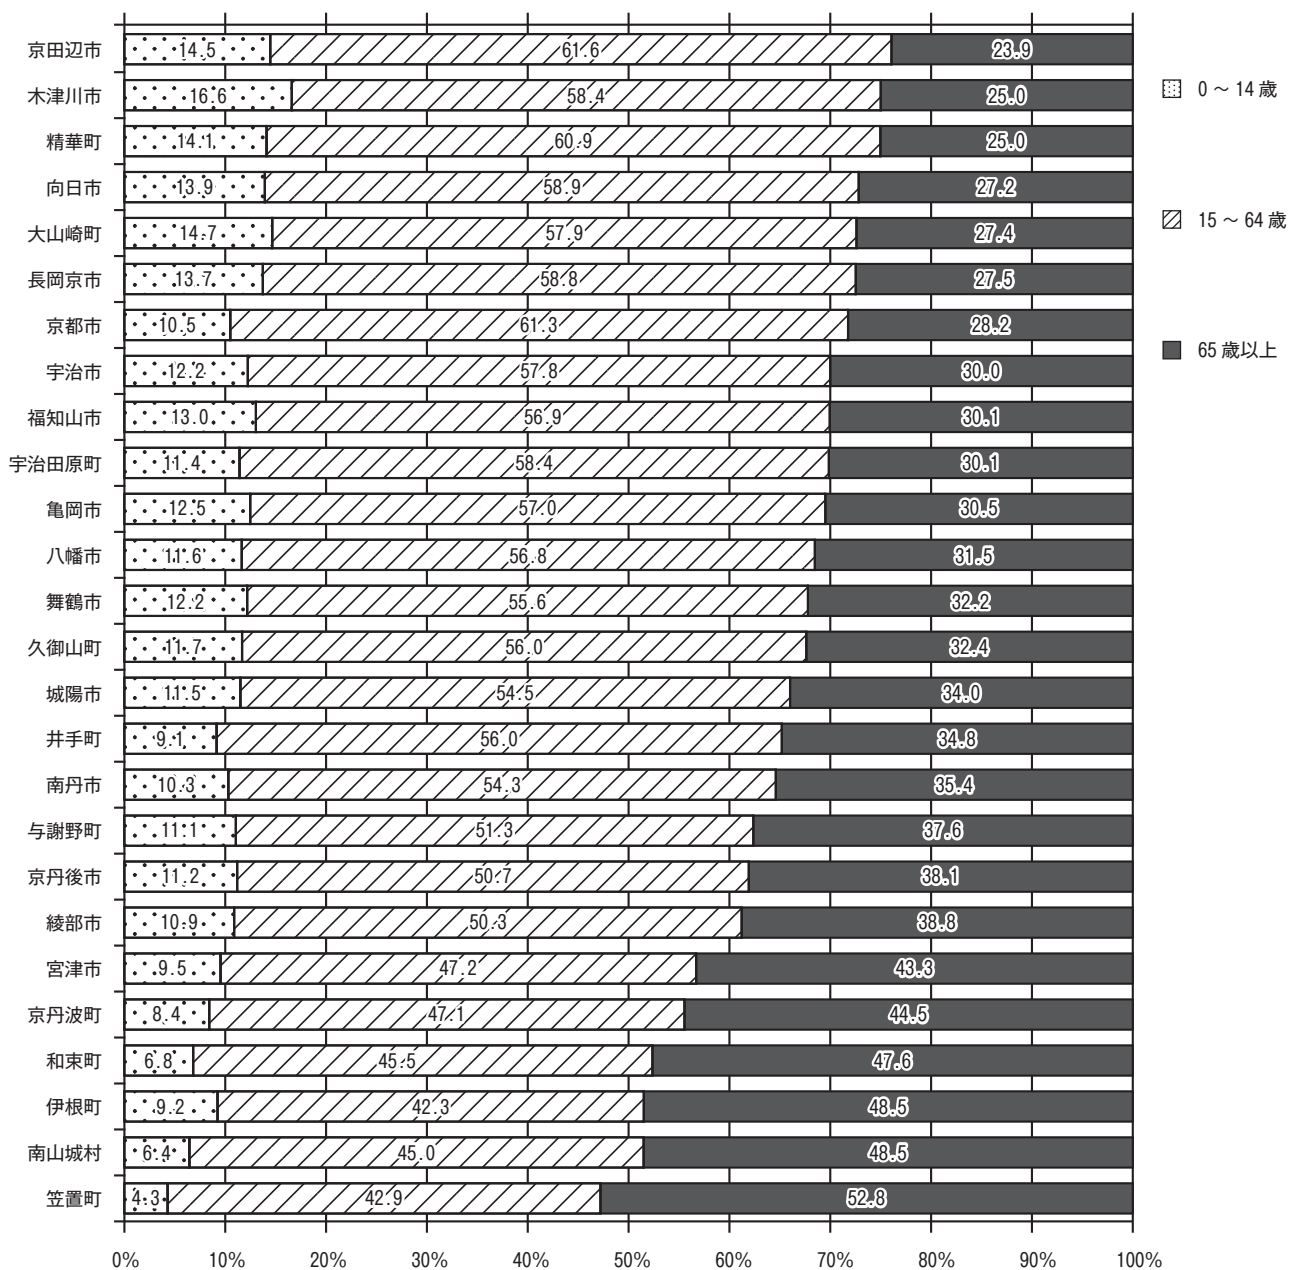 京田辺市 14.5 61.6 23.9
木津川市 16.6 58.4 25.0
精華町 14.1 60.9 25.0
向日市 13.9 58.9 27.2
大山崎町 14.7 57.9 27.4
長岡京市 13.7 58.8 27.5
京都市 10.5 61.3 28.2
宇治市 12.2 57.8 30.0
福知山市 13.0 56.9 30.1
宇治田原町 11.4 58.4 30.1
亀岡市 12.5 57.0 30.5
八幡市 11.6 56.8 31.5
舞鶴市 12.2 55.6 32.2
久御山町 11.7 56.0 32.4
城陽市 11.5 54.5 34.0
井手町 9.1 56.0 34.8
南丹市 10.3 54.3 35.4
与謝野町 11.1 51.3 37.6
京丹後市 11.2 50.7 38.1
綾部市 10.9 50.3 38.8
宮津市 9.5 47.2 43.3
京丹波町 8.4 47.1 44.5
和束町 6.8 45.5 47.6
伊根町 9.2 42.3 48.5
南山城村 6.4 45.0 48.5
笠置町 4.3 42.9 52.8
0% 10% 20% 30% 40% 50% 60% 70% 80% 90% 100%
0～14歳
15～64歳
65歳以上